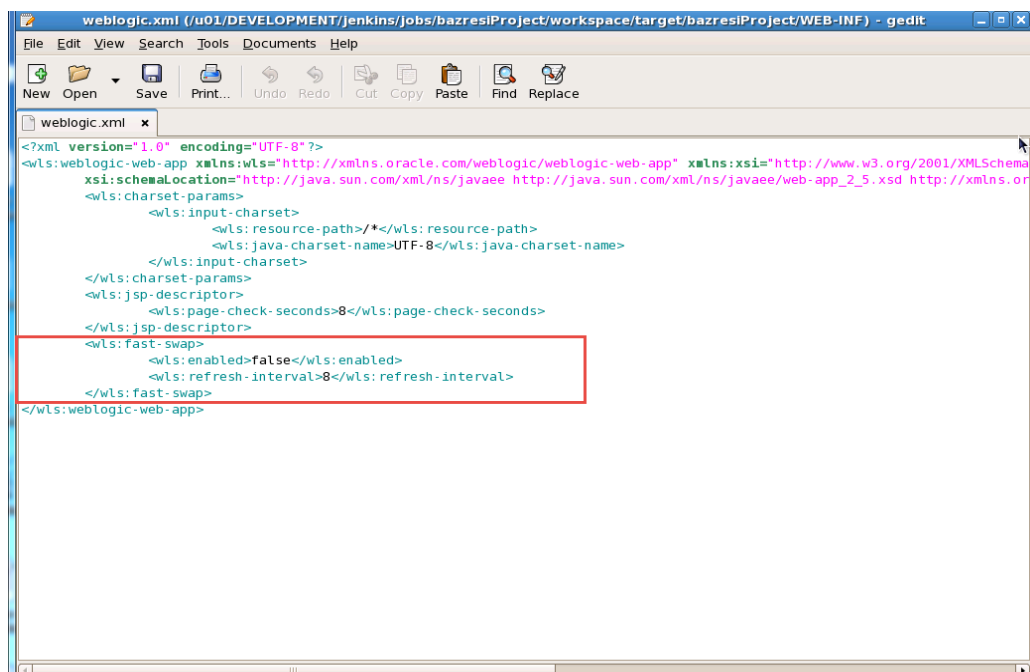 weblogic.xml (/u01/DEVELOPMENT/jenkins/jobs/bazresiProject/workspace/target/bazresiProject/WEB-INF) - gedit
File Edit View Search Tools Documents Help
New Open Save Print... Undo Redo Cut Copy Paste Find Replace
weblogic.xml
<?xml version="1.0" encoding="UTF-8"?>
<wls:weblogic-web-app xmlns:wls="http://xmlns.oracle.com/weblogic/weblogic-web-app" xmlns:xsi="http://www.w3.org/2001/XMLSchema
xsi:schemaLocation="http://java.sun.com/xml/ns/javaee http://java.sun.com/xml/ns/javaee/web-app_2_5.xsd http://xmlns.or
<wls:charset-params>
<wls:input-charset>
<wls:resource-path>/*</wls:resource-path>
<wls:java-charset-name>UTF-8</wls:java-charset-name>
</wls:input-charset>
</wls:charset-params>
<wls:jsp-descriptor>
<wls:page-check-seconds>8</wls:page-check-seconds>
</wls:jsp-descriptor>
<wls:fast-swap>
<wls:enabled>false</wls:enabled>
<wls:refresh-interval>8</wls:refresh-interval>
</wls:fast-swap>
</wls:weblogic-web-app>